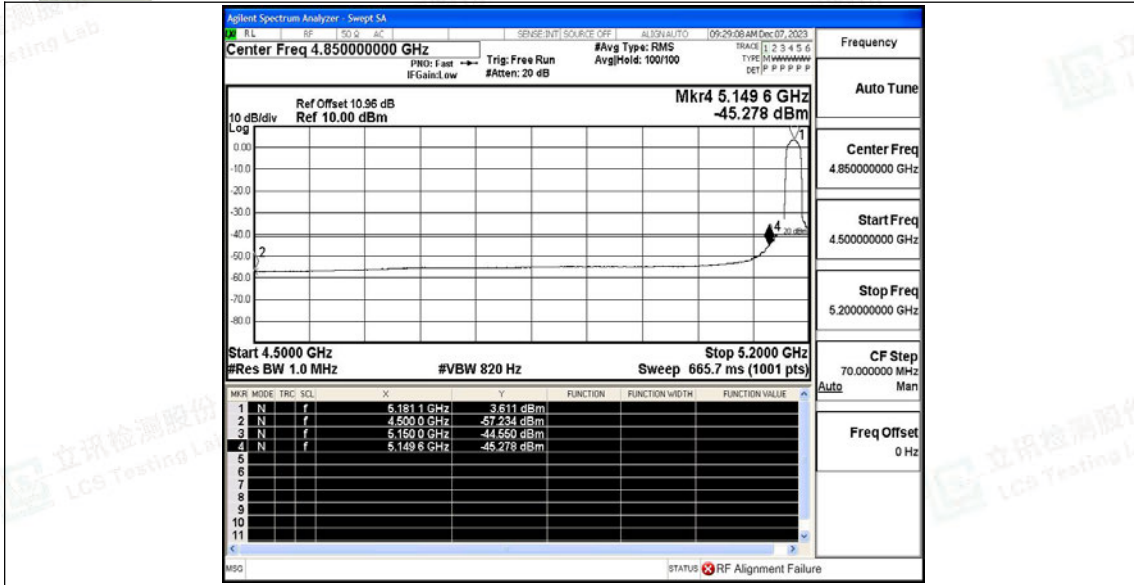 Agilent Spectrum Analyzer - Swept SA
RL RF 50 Ω AC SENSE:INT SOURCE OFF ALIGN AUTO 09:29:08 AM Dec 07, 2023
Center Freq 4.850000000 GHz #Avg Type: RMS TRACE 1 2 3 4 5 6
PNO: Fast Trig: Free Run Avg|Hold: 100/100 TYPE M WWWWW
IFGain:Low #Atten: 20 dB DET P P P P P P
Mkr4 5.149 6 GHz
Ref Offset 10.96 dB
10 dB/div Ref 10.00 dBm -45.278 dBm
Log
1
0.00
-10.0
-20.0
-30.0
4
-40.0
2
-50.0
-60.0
-70.0
-80.0
Start 4.5000 GHz Stop 5.2000 GHz
#Res BW 1.0 MHz #VBW 820 Hz Sweep 665.7 ms (1001 pts)
MKR MODE TRC SCL X Y FUNCTION FUNCTION WIDTH FUNCTION VALUE
1 N f 5.181 1 GHz 3.611 dBm
2 N f 4.500 0 GHz -57.234 dBm
3 N f 5.150 0 GHz -44.550 dBm
4 N f 5.149 6 GHz -45.278 dBm
5
6
7
8
9
10
11
MSG STATUS RF Alignment Failure
Frequency
Auto Tune
Center Freq
4.850000000 GHz
Start Freq
4.500000000 GHz
Stop Freq
5.200000000 GHz
CF Step
70.000000 MHz
Auto Man
Freq Offset
0 Hz
立讯检测股份
LCS Testing Lab
立讯检测股份
LCS Testing L